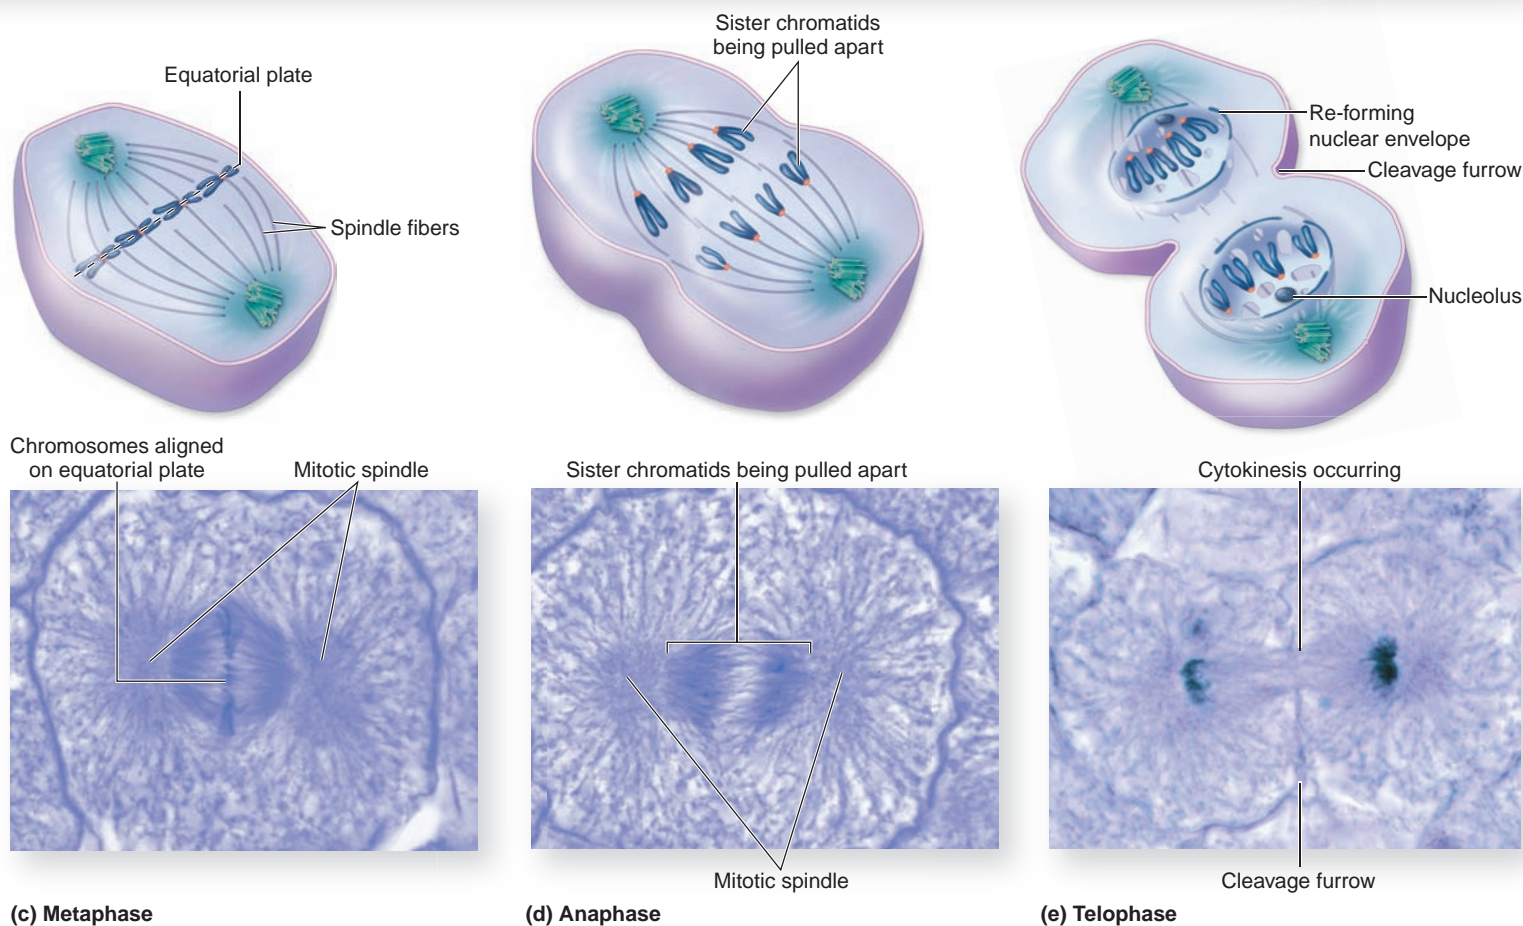 Sister chromatids
being pulled apart
Equatorial plate
Spindle fibers
Re-forming
nuclear envelope
Cleavage furrow
Nucleolus
Chromosomes aligned
on equatorial plate
Mitotic spindle
Sister chromatids being pulled apart
Cytokinesis occurring
Mitotic spindle
Cleavage furrow
(c) Metaphase
(d) Anaphase
(e) Telophase